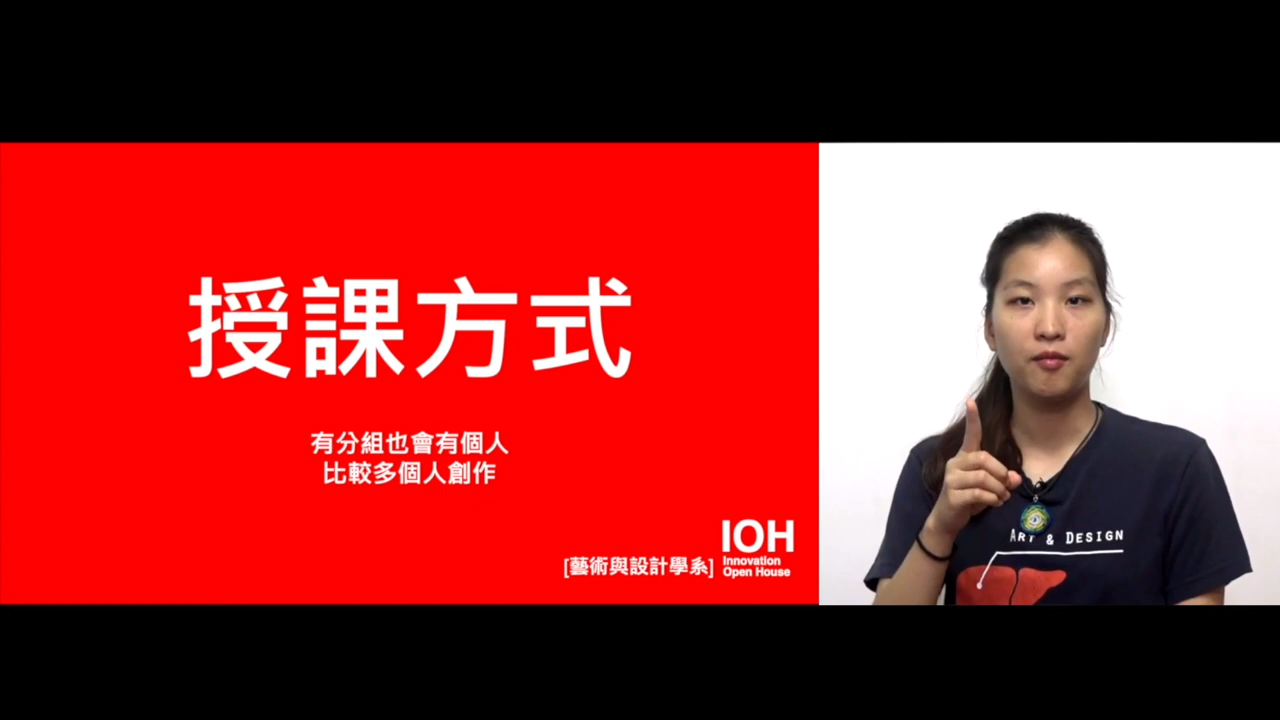 授課方式
有分組也會有個人
比較多個人創作
[藝術與設計學系]
IOH
Innovation
Open House
ART & DESIGN